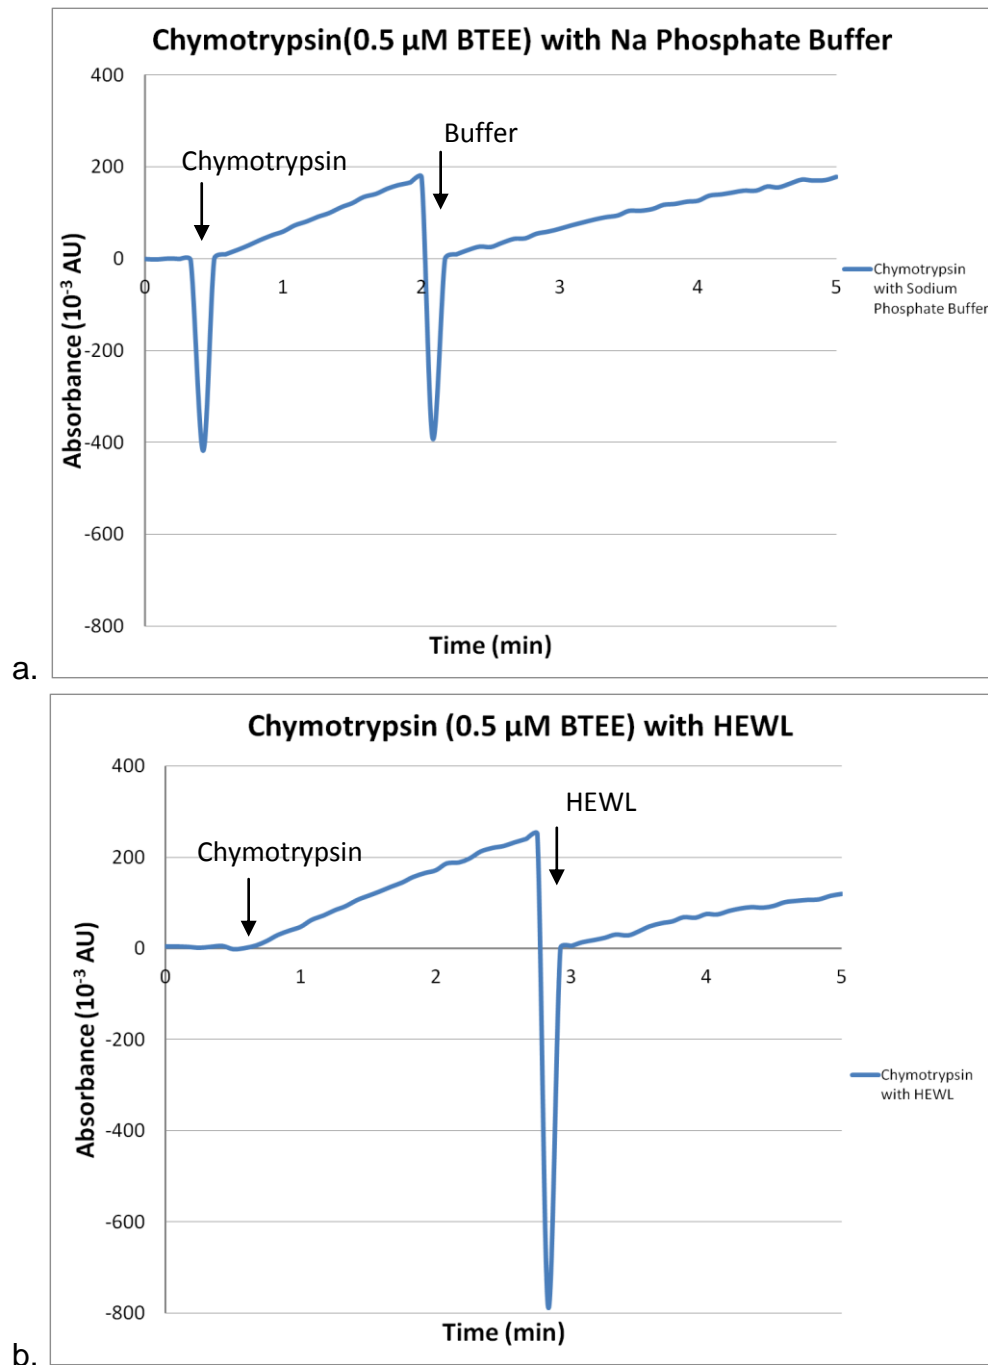 Chymotrypsin(0.5 µM BTEE) with Na Phosphate Buffer
400
Buffer
Chymotrypsin
200
0
0 1 2 3 4 5
-200
-400
-600
-800
Absorbance (10⁻³ AU)
Time (min)
Chymotrypsin
with Sodium
Phosphate Buffer
a.
Chymotrypsin (0.5 µM BTEE) with HEWL
400
HEWL
Chymotrypsin
200
0
0 1 2 3 4 5
-200
-400
-600
-800
Absorbance (10⁻³ AU)
Time (min)
Chymotrypsin
with HEWL
b.